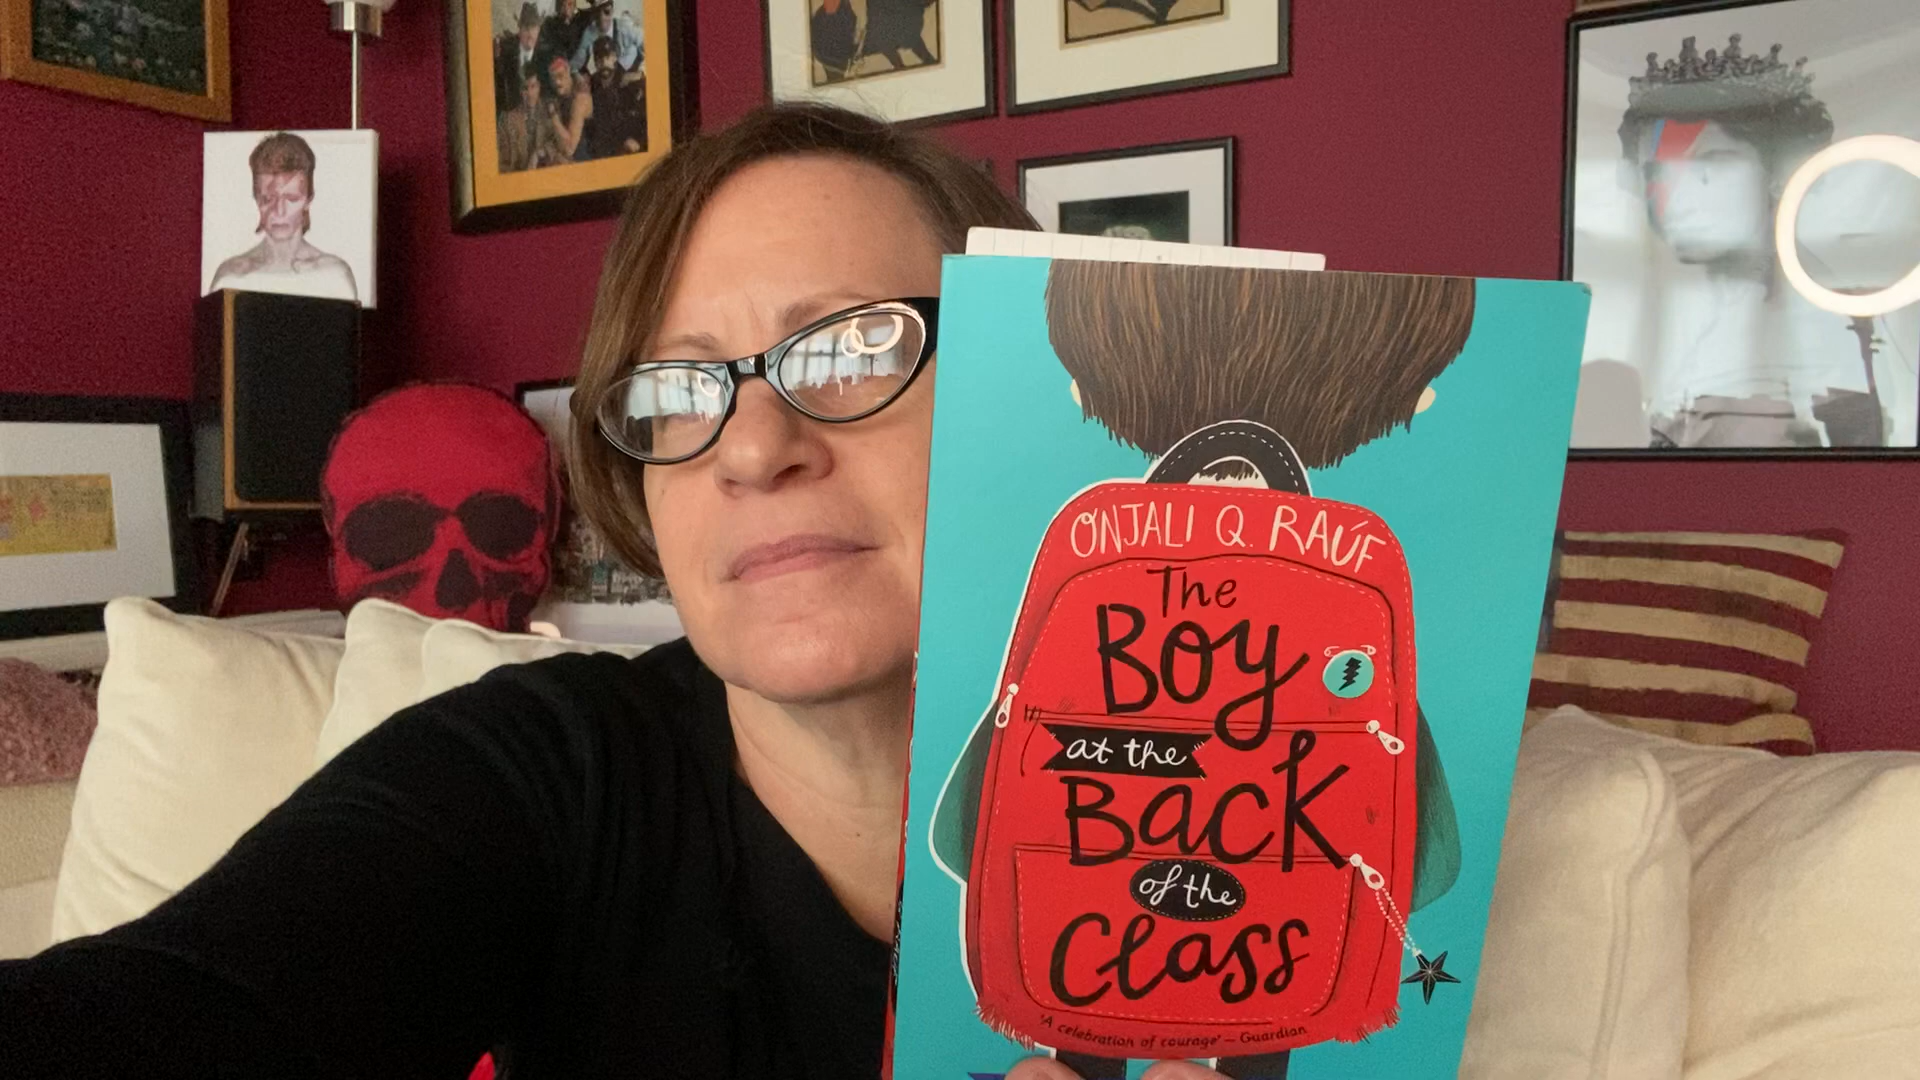 ONJALI Q. RAÚF
The
Boy
at the
Back
of the
Class
'A celebration of courage' – Guardian